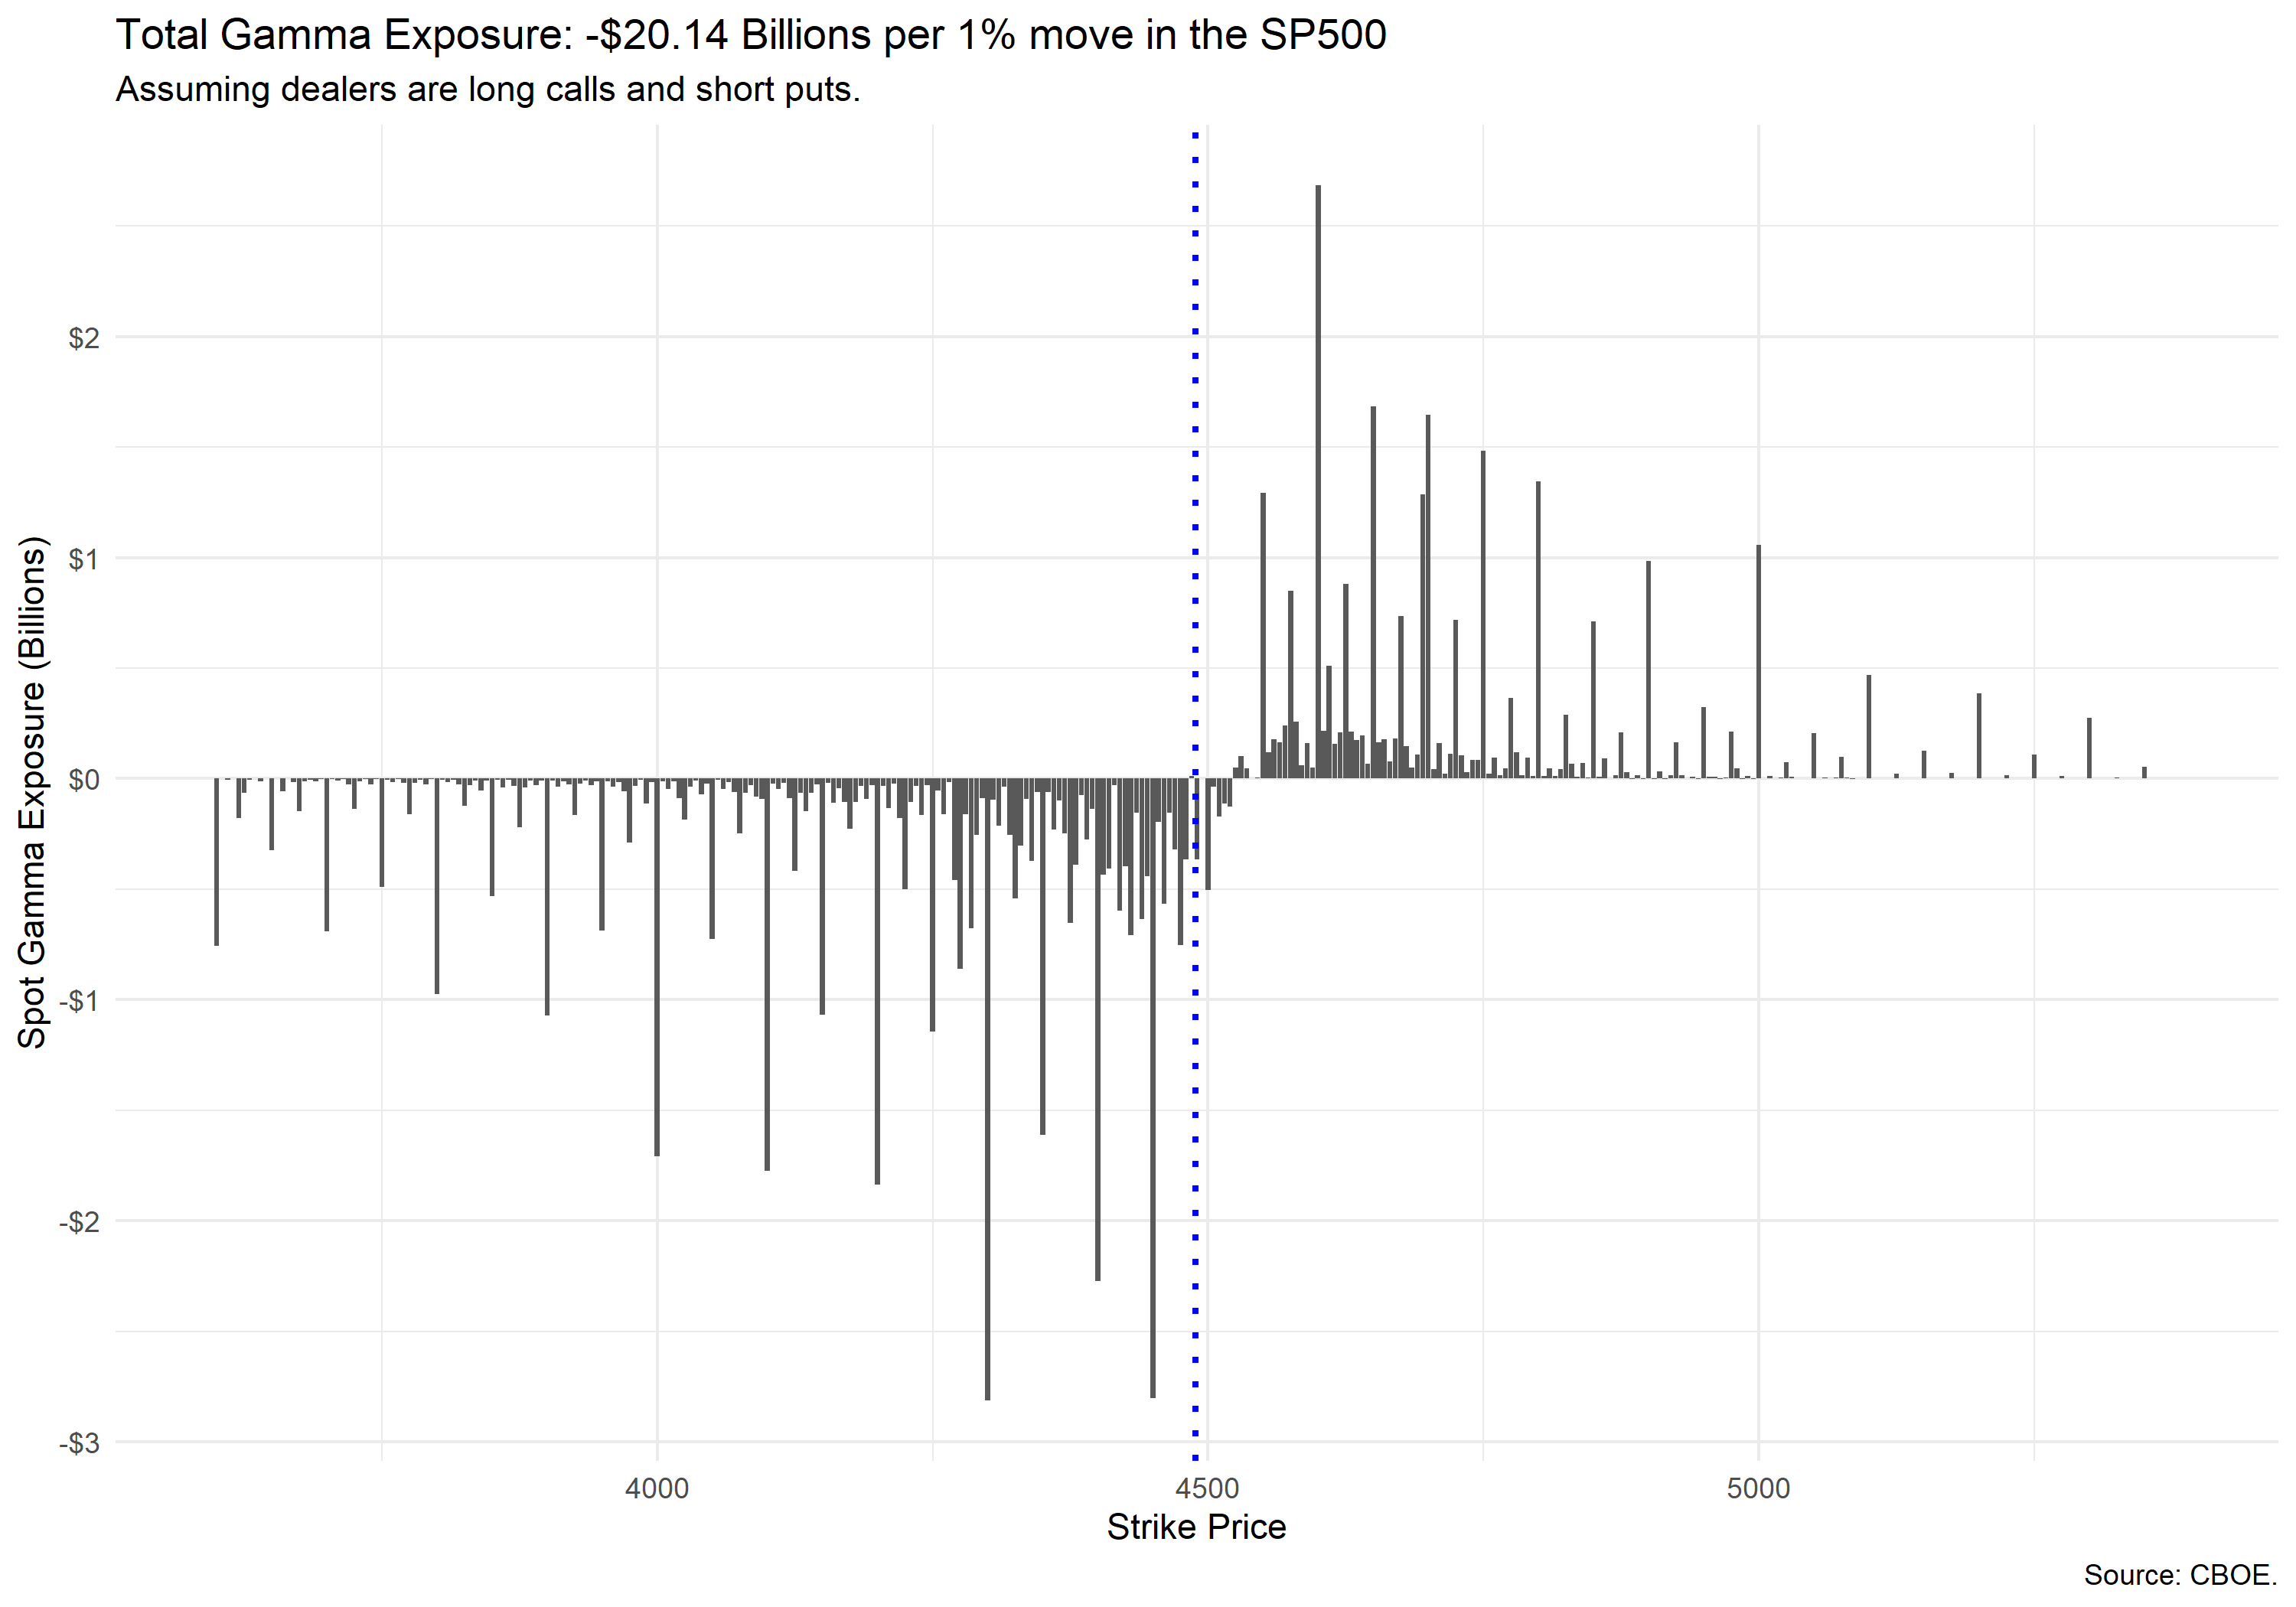 Total Gamma Exposure: -$20.14 Billions per 1% move in the SP500
Assuming dealers are long calls and short puts.
Spot Gamma Exposure (Billions)
$2
$1
$0
-$1
-$2
-$3
4000
4500
5000
Strike Price
Source: CBOE.